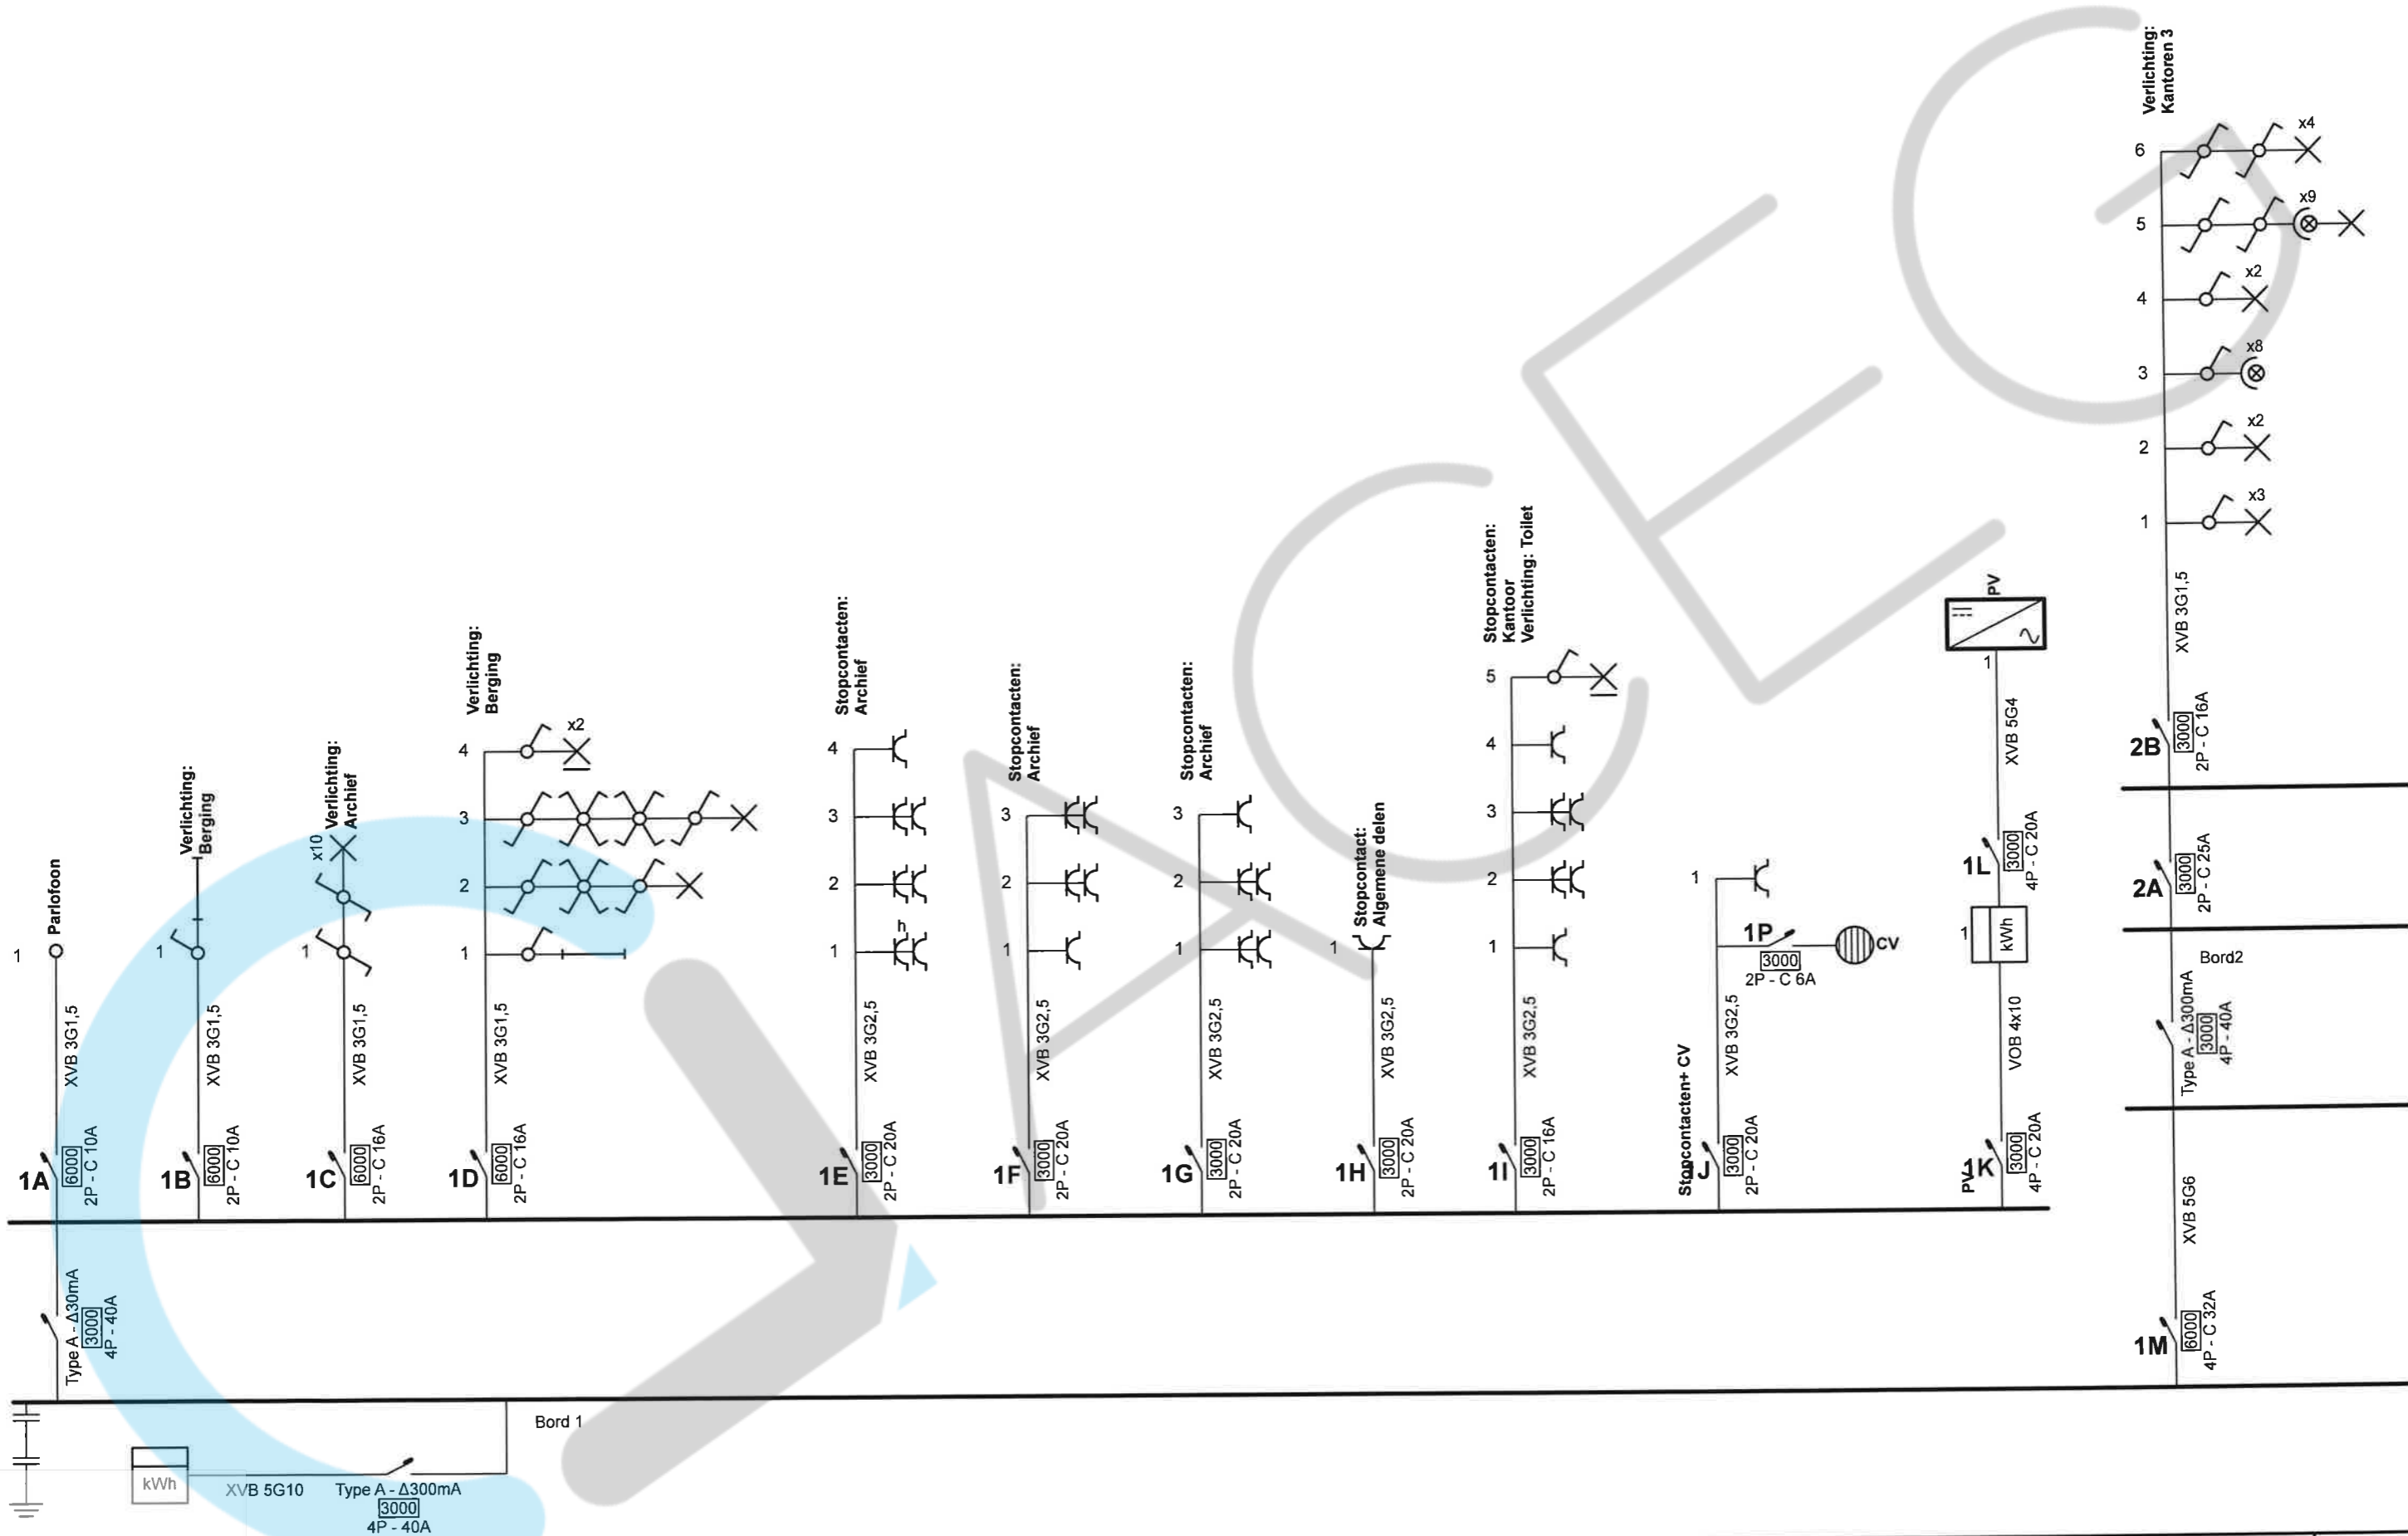 Parlofoon
1
XVB 3G1,5
1A
6000
2P - C 10A
Type A - Δ30mA
3000
4P - 40A
Verlichting:
Berging
1
XVB 3G1,5
1B
6000
2P - C 10A
Verlichting:
Archief
x10
1
XVB 3G1,5
1C
6000
2P - C 16A
Verlichting:
Berging
4
x2
3
2
1
XVB 3G1,5
1D
6000
2P - C 16A
Stopcontacten:
Archief
4
3
2
1
XVB 3G2,5
1E
3000
2P - C 20A
Stopcontacten:
Archief
3
2
1
XVB 3G2,5
1F
3000
2P - C 20A
Stopcontacten:
Archief
3
2
1
XVB 3G2,5
1G
3000
2P - C 20A
Stopcontact:
Algemene delen
1
XVB 3G2,5
1H
3000
2P - C 20A
Stopcontacten:
Kantoor
Verlichting: Toilet
5
4
3
2
1
XVB 3G2,5
1I
3000
2P - C 16A
Stopcontacten+ CV
1
1P
3000
2P - C 6A
CV
XVB 3G2,5
J
3000
2P - C 20A
PV
1
XVB 5G4
1L
3000
4P - C 20A
1
kWh
VOB 4x10
PV
1K
3000
4P - C 20A
Verlichting:
Kantoren 3
6
x4
5
x9
4
x2
3
x8
2
x2
1
x3
XVB 3G1,5
2B
3000
2P - C 16A
2A
3000
2P - C 25A
Bord2
Type A - Δ300mA
3000
4P - 40A
XVB 5G6
1M
6000
4P - C 32A
Bord 1
kWh
XVB 5G10
Type A - Δ300mA
3000
4P - 40A
ACEG